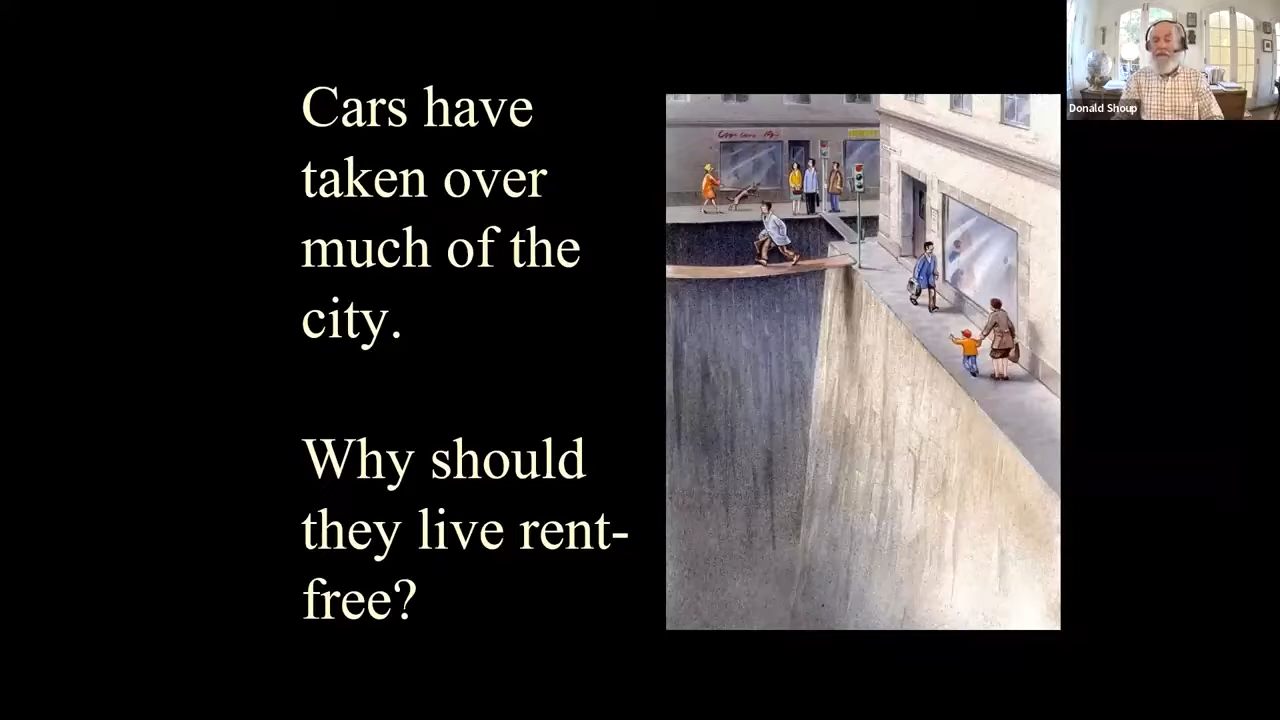 Cars have
taken over
much of the
city.
Why should
they live rent-
free?
Donald Shoup